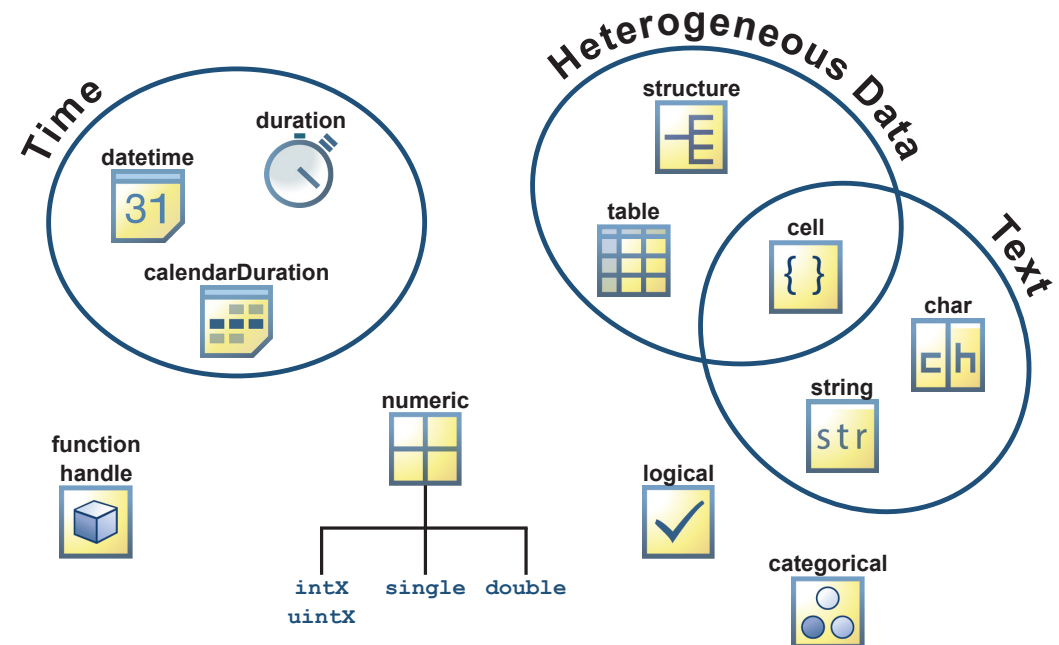 Time
duration
datetime
31
calendarDuration
Heterogeneous Data
structure
table
cell
{ }
Text
char
ch
string
str
function
handle
numeric
intX
uintX
single
double
logical
categorical